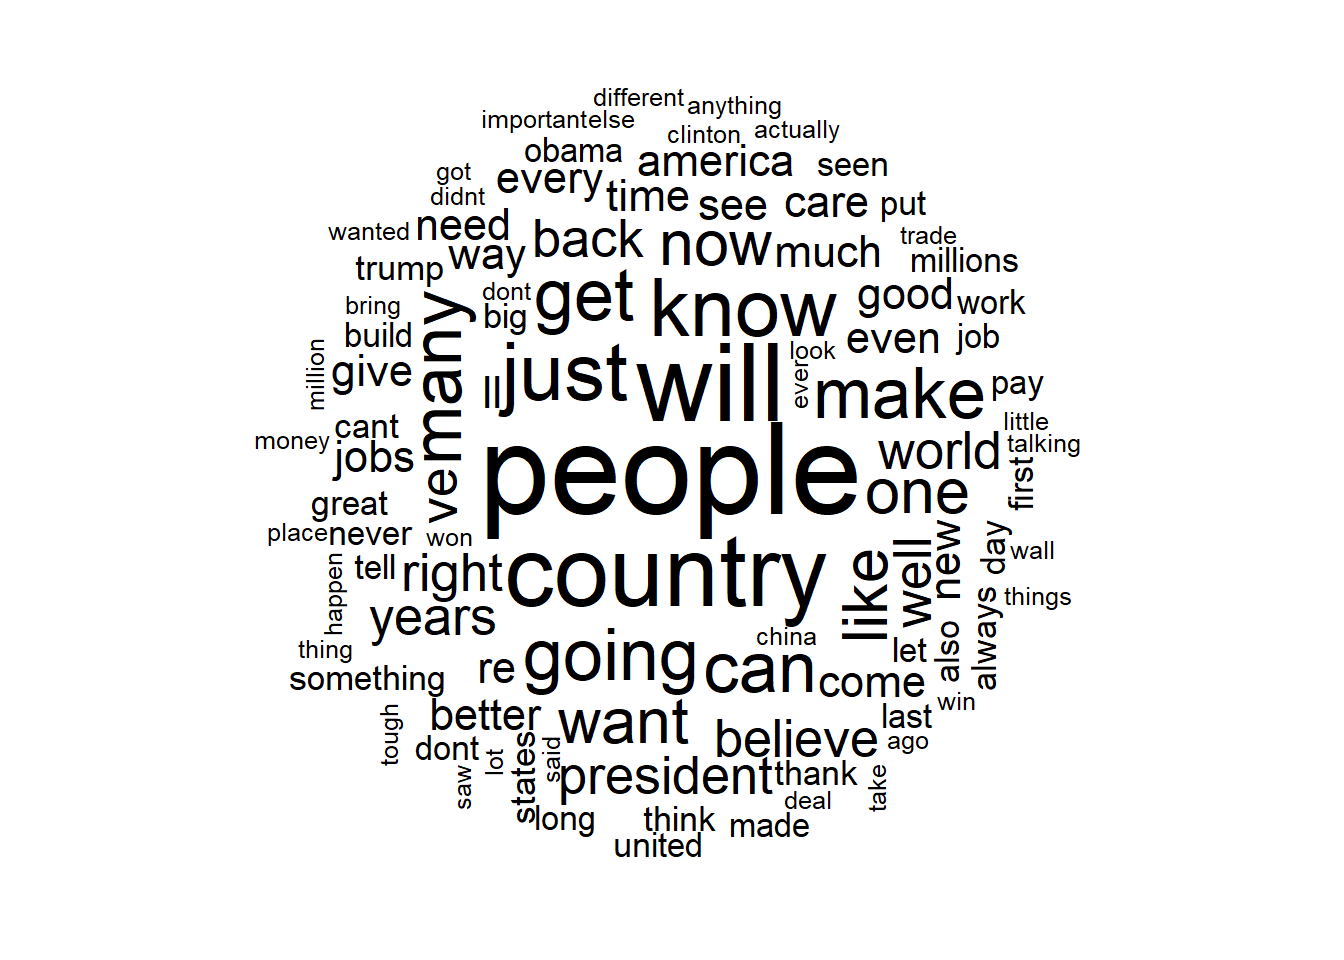 different
anything
importantelse
clinton
actually
obama
america
seen
got
every
didnt
time
see
care
put
wanted
need
back
now
much
trade
way
millions
trump
dont
get
know
good
work
bring
big
build
many
just
will
look
even
job
million
give
ll
ever
make
pay
cant
little
money
jobs
people
world
talking
ve
one
first
great
place
never
won
country
like
well
new
day
wall
tell
right
happen
years
always
things
thing
re
going
can
china
let
also
something
come
better
want
last
win
tough
dont
believe
ago
saw
lot
states
said
president
thank
take
deal
long
think
made
united